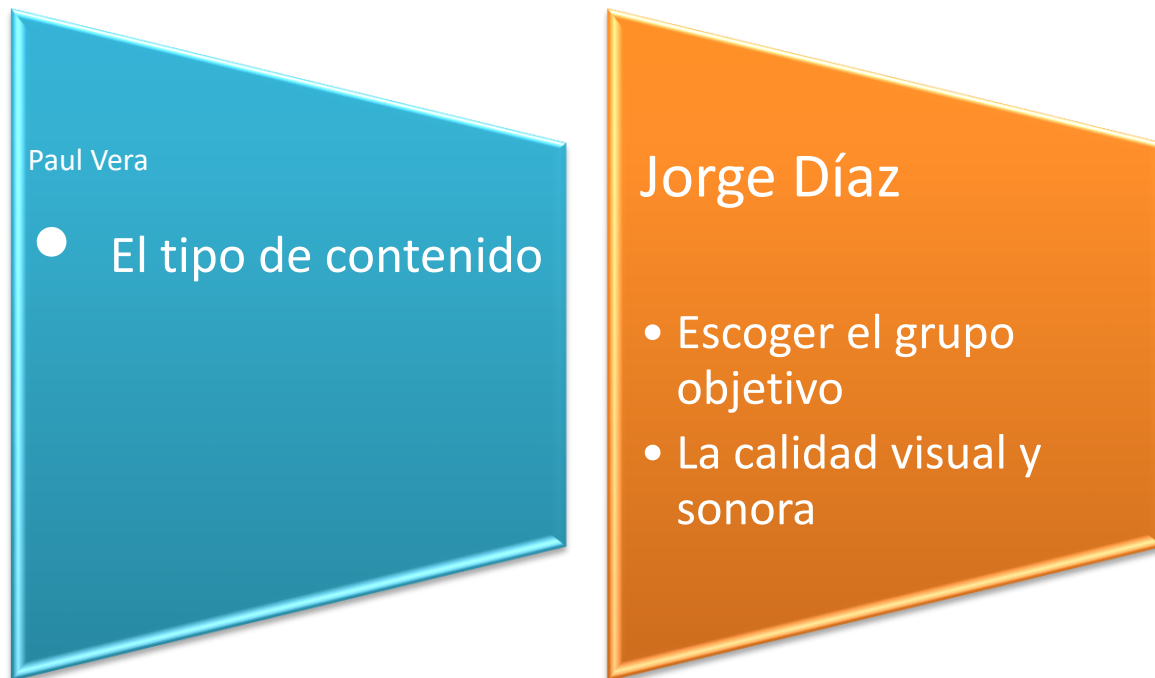 Paul Vera
• El tipo de contenido
Jorge Díaz
• Escoger el grupo
objetivo
• La calidad visual y
sonora